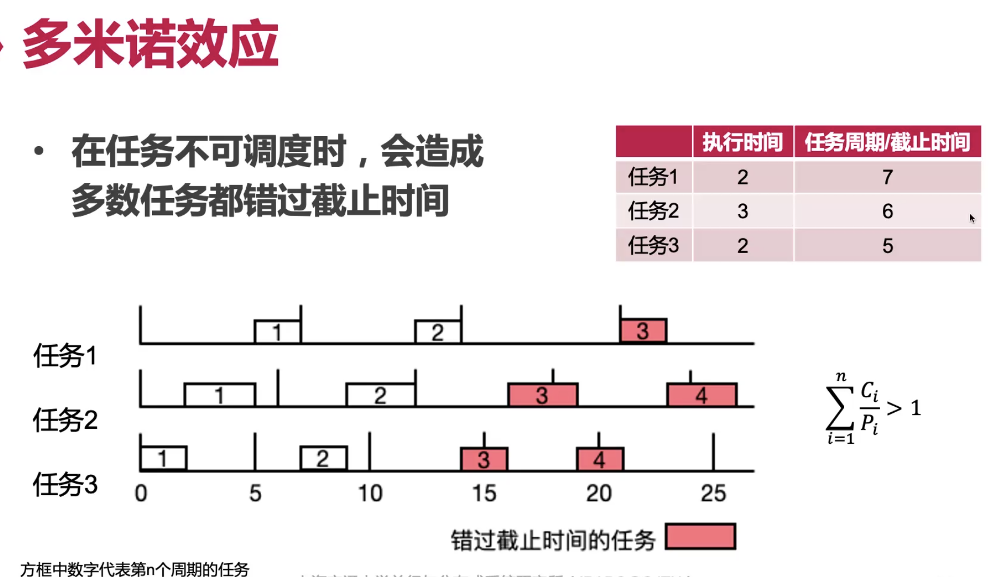 多米诺效应
• 在任务不可调度时，会造成
多数任务都错过截止时间
执行时间 任务周期/截止时间
任务1 2 7
任务2 3 6
任务3 2 5
任务1 1 2 3
任务2 1 2 3 4
任务3 1 2 3 4
0 5 10 15 20 25
n
∑ Ci/Pi > 1
i=1
错过截止时间的任务
方框中数字代表第n个周期的任务